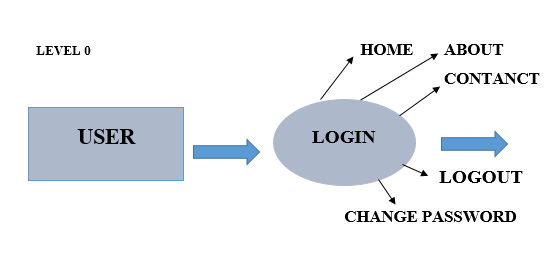 LEVEL 0
HOME
ABOUT
CONTANCT
USER
LOGIN
LOGOUT
CHANGE PASSWORD